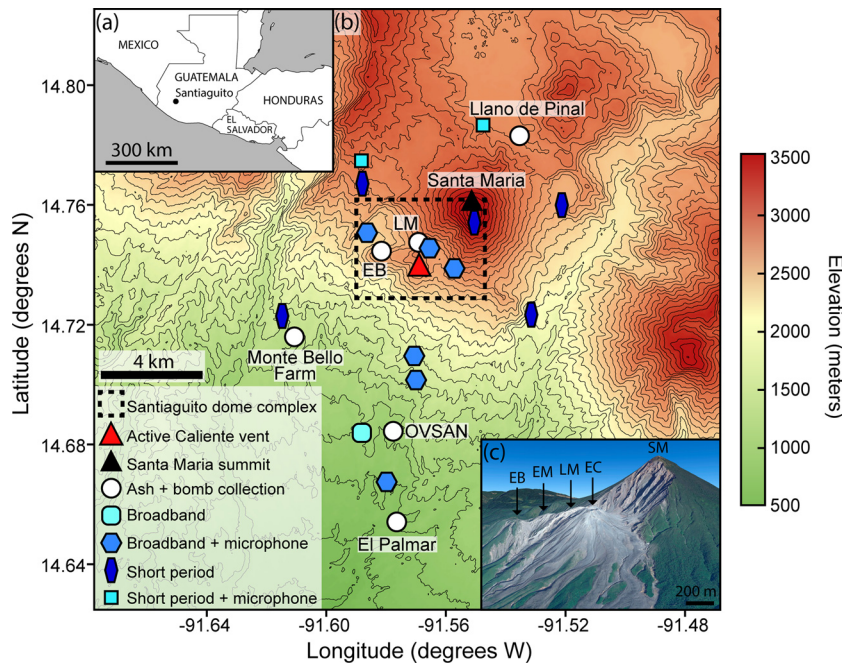 (a)
MEXICO
GUATEMALA
Santiaguito
HONDURAS
EL
SALVADOR
300 km
(b)
Llano de Pinal
Santa Maria
LM
EB
Monte Bello
Farm
OVSAN
El Palmar
4 km
Santiaguito dome complex
Active Caliente vent
Santa Maria summit
Ash + bomb collection
Broadband
Broadband + microphone
Short period
Short period + microphone
(c)
SM
EB
EM
LM
EC
200 m
14.80
14.76
14.72
14.68
14.64
Latitude (degrees N)
-91.64
-91.60
-91.56
-91.52
-91.48
Longitude (degrees W)
3500
3000
2500
2000
1500
1000
500
Elevation (meters)